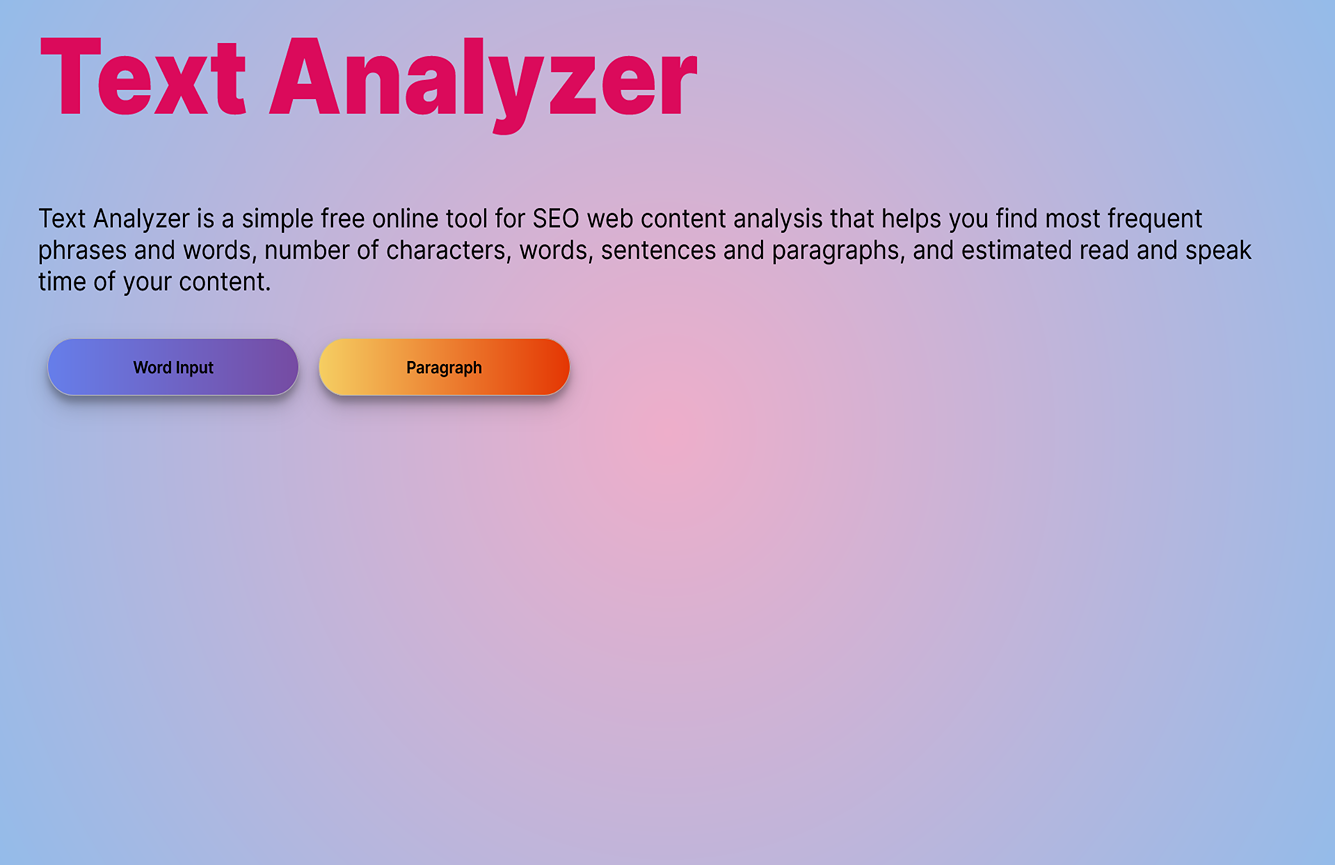 Text Analyzer
Text Analyzer is a simple free online tool for SEO web content analysis that helps you find most frequent
phrases and words, number of characters, words, sentences and paragraphs, and estimated read and speak
time of your content.
Word Input
Paragraph